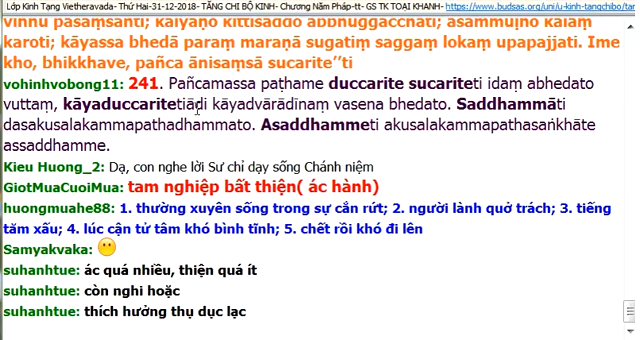 Lớp Kinh Tạng Vietheravada- Thứ Hai-31-12-2018- TĂNG CHI BỘ KINH- Chương Năm Pháp-tt- GS TK TOẠI KHANH- https://www.budsas.org/uni/u-kinh-tangchibo/tan
viññū pasaṃsanti; kalyāṇo kittisaddo abbhuggacchati; asammuḷho kālaṃ
karoti; kāyassa bhedā paraṃ maraṇā sugatiṃ saggaṃ lokaṃ upapajjati. Ime
kho, bhikkhave, pañca ānisaṃsā sucarite’’ti
vohinhvobong11: 241. Pañcamassa paṭhame duccarite sucariteti idaṃ abhedato
vuttaṃ, kāyaduccaritetiādi kāyadvārādīnaṃ vasena bhedato. Saddhammāti
dasakusalakammapathadhammato. Asaddhammeti akusalakammapathasaṅkhāte
assaddhamme.
Kieu Huong_2: Dạ, con nghe lời Sư chỉ dạy sống Chánh niệm
GiotMuaCuoiMua: tam nghiệp bất thiện( ác hành)
huongmuahe88: 1. thường xuyên sống trong sự cắn rứt; 2. người lành quở trách; 3. tiếng
tăm xấu; 4. lúc cận tử tâm khó bình tĩnh; 5. chết rồi khó đi lên
Samyakvaka:
suhanhtue: ác quá nhiều, thiện quá ít
suhanhtue: còn nghi hoặc
suhanhtue: thích hưởng thụ dục lạc